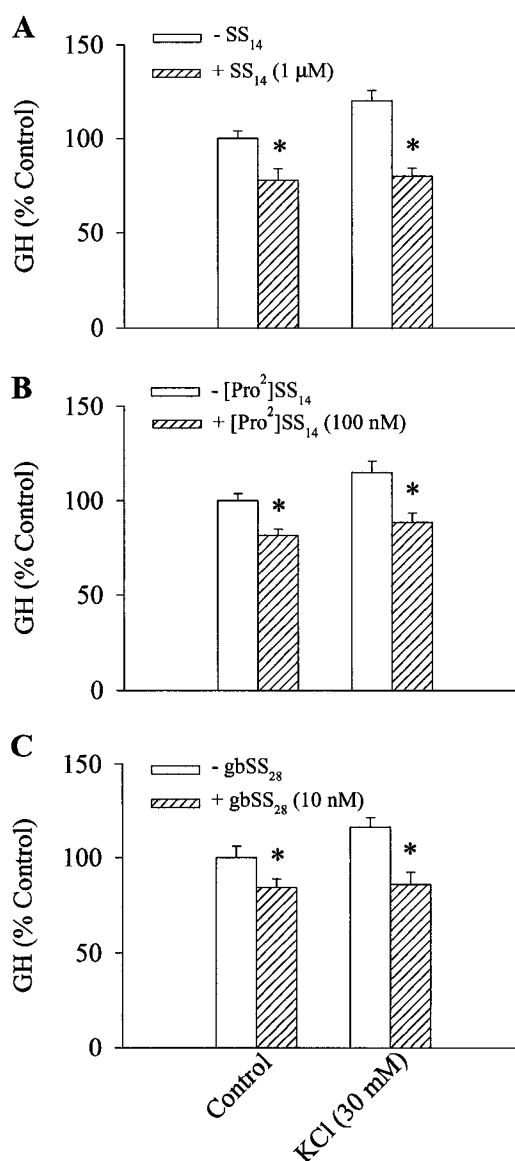 A
150
- SS14
+ SS14 (1 μM)
100
* *
50
0
GH (% Control)
B
150
- [Pro2]SS14
+ [Pro2]SS14 (100 nM)
100
* *
50
0
GH (% Control)
C
150
- gbSS28
+ gbSS28 (10 nM)
100
* *
50
0
GH (% Control)
Control
KCl (30 mM)